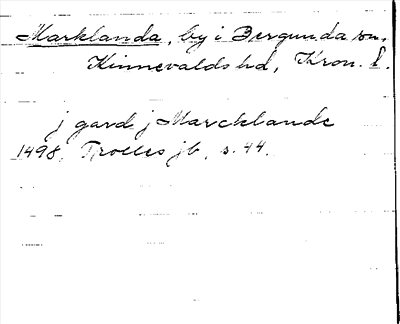 Marklanda, by i Bergunda sn.
Kinnevalds hd, Kron. l.
j gard j Marcklande
1498. Trolles jb, s. 44.